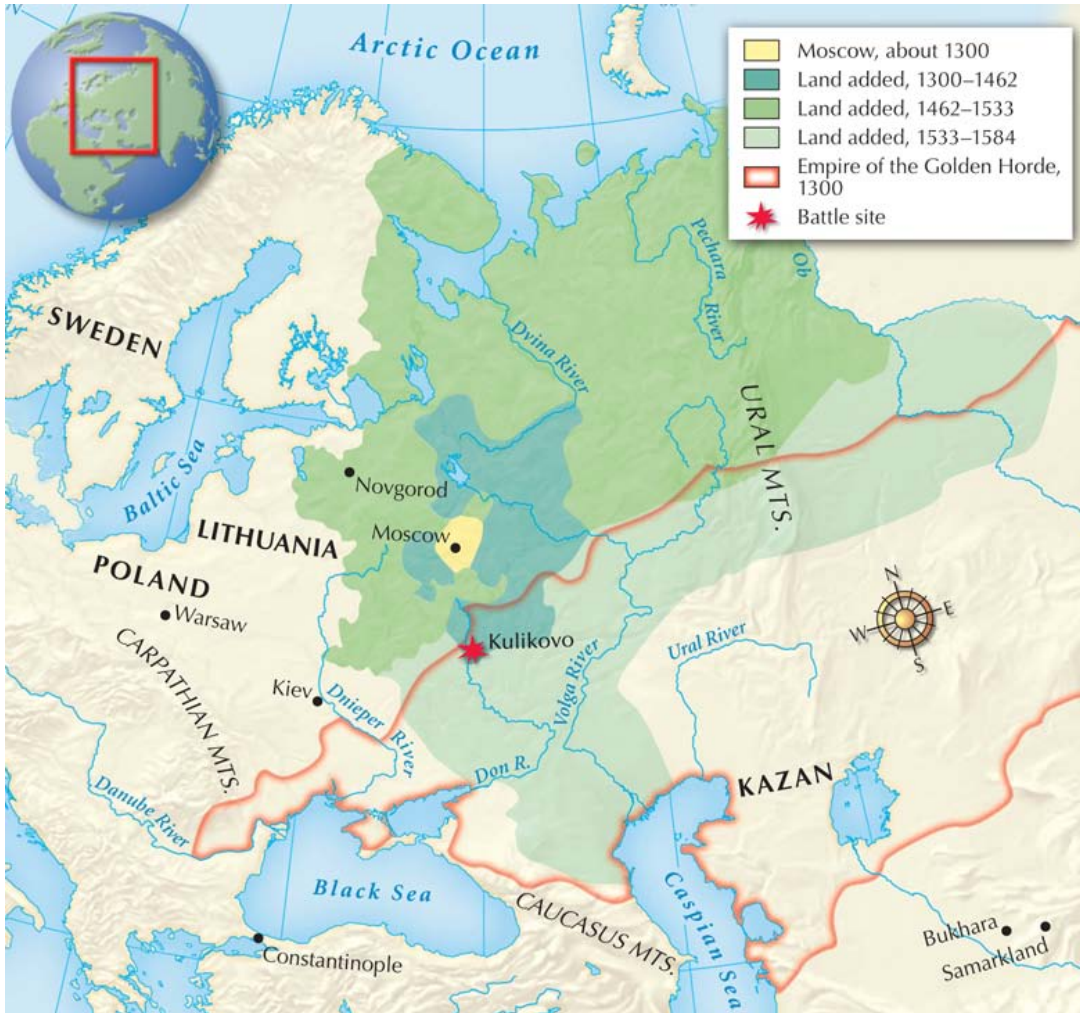 Arctic Ocean
Moscow, about 1300
Land added, 1300–1462
Land added, 1462–1533
Land added, 1533–1584
Empire of the Golden Horde,
1300
Battle site
Pechara
River
Ob
SWEDEN
Dvina River
URAL MTS.
Baltic Sea
Novgorod
LITHUANIA
Moscow
POLAND
Warsaw
Kulikovo
CARPATHIAN MTS.
Kiev
Dnieper
River
Volga River
Ural River
N
E
W
S
Don R.
KAZAN
Danube River
Black Sea
CAUCASUS MTS.
Caspian Sea
Constantinople
Bukhara
Samarkland